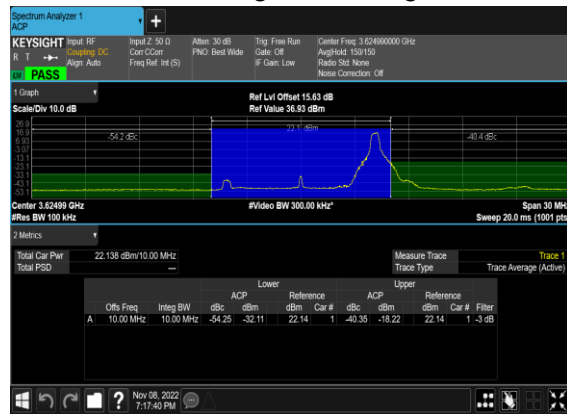 Spectrum Analyzer 1
ACP
+
KEYSIGHT Input: RF Input Z: 50 Ω Atten: 30 dB Trig: Free Run Center Freq: 3.624990000 GHz
R T Coupling: DC Corr CCorr PNO: Best Wide Gate: Off Avg|Hold: 150/150
Align: Auto Freq Ref: Int (S) IF Gain: Low Radio Std: None
PASS Noise Correction: Off
1 Graph Ref Lvl Offset 15.63 dB
Scale/Div 10.0 dB Ref Value 36.93 dBm
26.9
16.9
6.93
-3.07
-13.1
-23.1
-33.1
-43.1
-53.1
-54.2 dBc 22.1 dBm -40.4 dBc
Center 3.62499 GHz #Video BW 300.00 kHz* Span 30 MHz
#Res BW 100 kHz Sweep 20.0 ms (1001 pts
2 Metrics
Total Car Pwr 22.138 dBm/10.00 MHz Measure Trace Trace 1
Total PSD --- Trace Type Trace Average (Active)
Lower Upper
ACP Reference ACP Reference
Offs Freq Integ BW dBc dBm dBm Car # dBc dBm dBm Car # Filter
A 10.00 MHz 10.00 MHz -54.25 -32.11 22.14 1 -40.35 -18.22 22.14 1 -3 dB
? Nov 08, 2022
7:17:40 PM